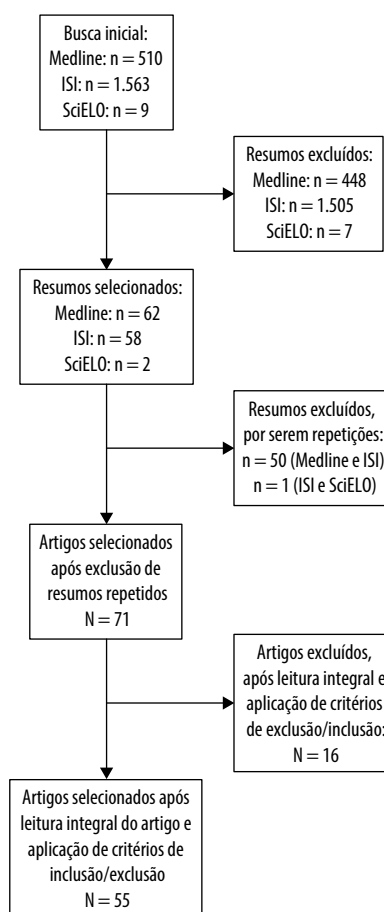 Busca inicial:
Medline: n = 510
ISI: n = 1.563
SciELO: n = 9
Resumos excluídos:
Medline: n = 448
ISI: n = 1.505
SciELO: n = 7
Resumos selecionados:
Medline: n = 62
ISI: n = 58
SciELO: n = 2
Resumos excluídos,
por serem repetições:
n = 50 (Medline e ISI)
n = 1 (ISI e SciELO)
Artigos selecionados
após exclusão de
resumos repetidos
N = 71
Artigos excluídos,
após leitura integral e
aplicação de critérios
de exclusão/inclusão:
N = 16
Artigos selecionados após
leitura integral do artigo e
aplicação de critérios de
inclusão/exclusão
N = 55